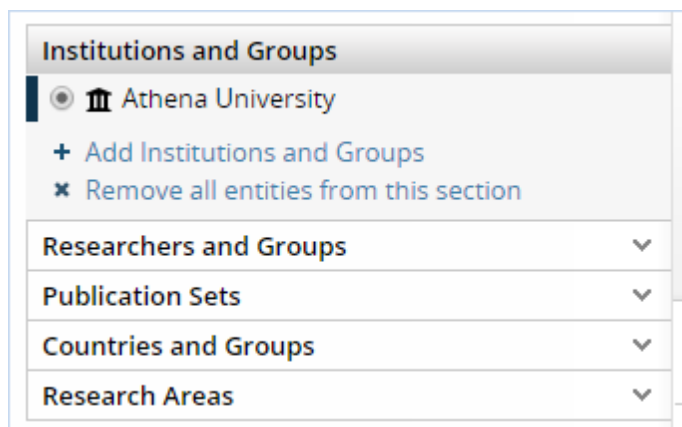 Institutions and Groups
Athena University
Add Institutions and Groups
Remove all entities from this section
Researchers and Groups
Publication Sets
Countries and Groups
Research Areas